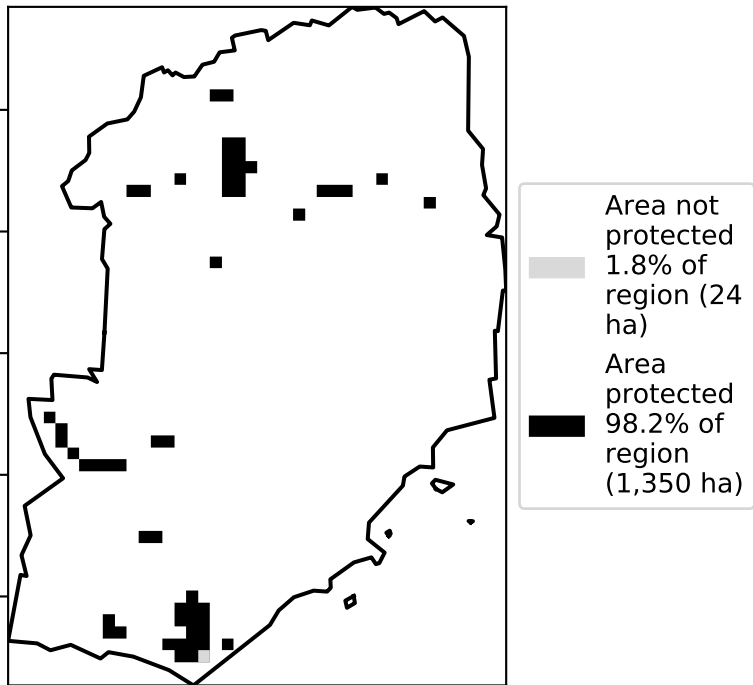 Area not
protected
1.8% of
region (24
ha)
Area
protected
98.2% of
region
(1,350 ha)